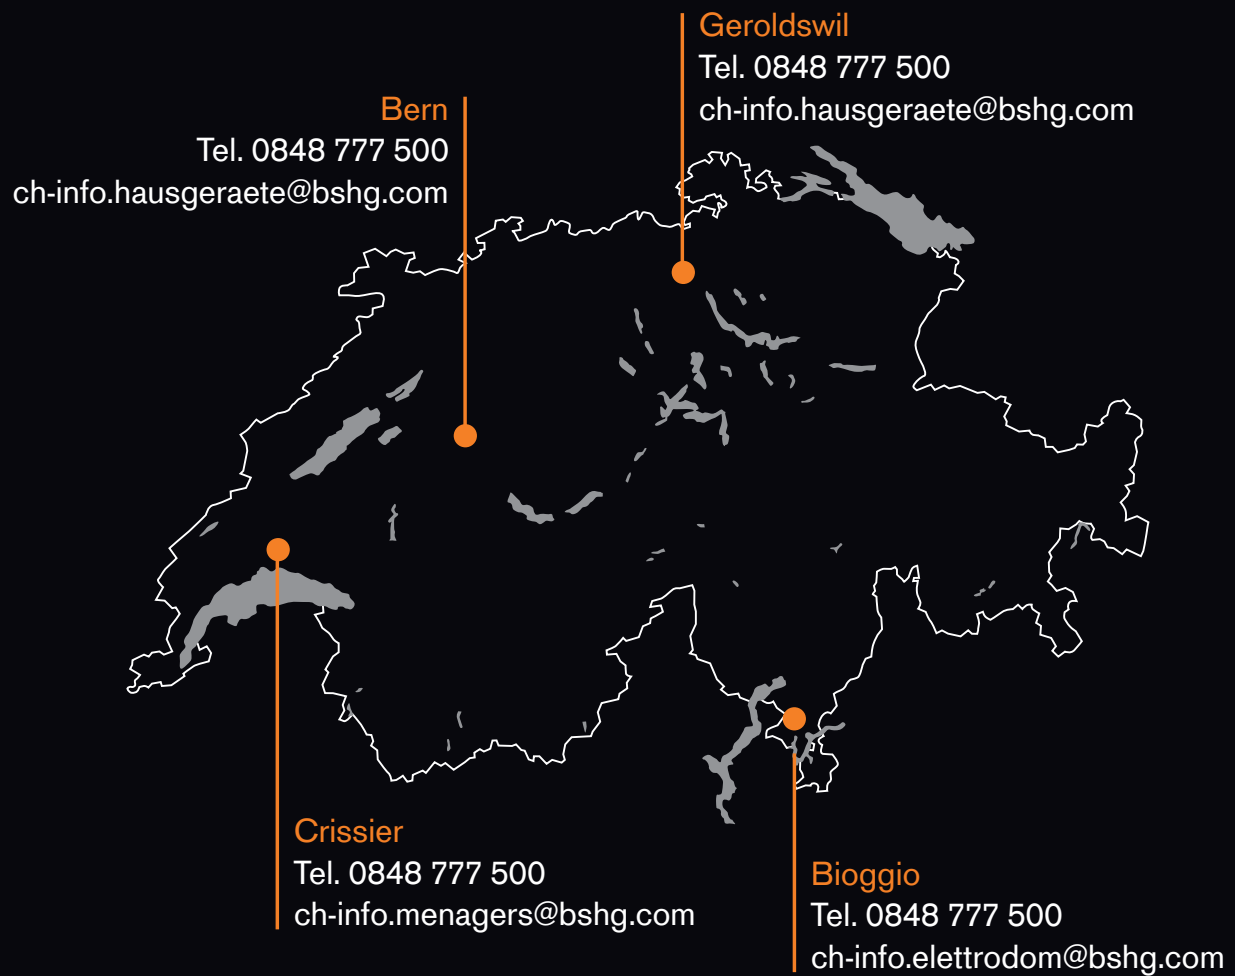 Geroldswil
Tel. 0848 777 500
ch-info.hausgeraete@bshg.com
Bern
Tel. 0848 777 500
ch-info.hausgeraete@bshg.com
Crissier
Tel. 0848 777 500
ch-info.menagers@bshg.com
Bioggio
Tel. 0848 777 500
ch-info.elettrodom@bshg.com